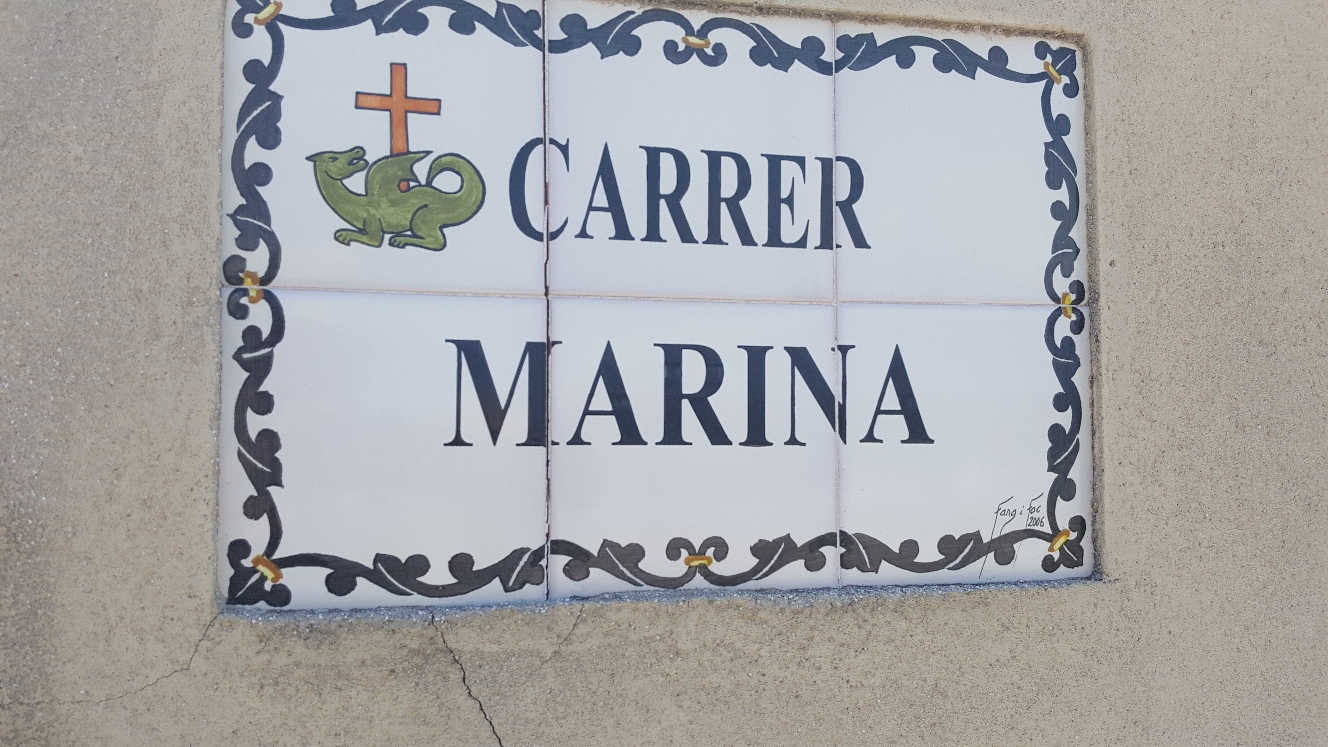 CARRER
MARINA
Fang i Foc
2006